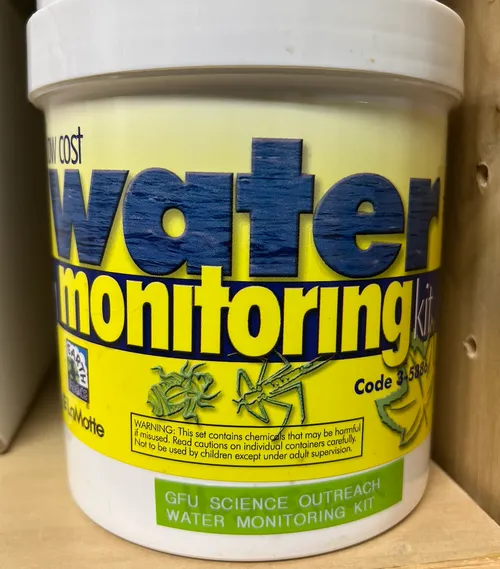 cost
water
monitoring
kit
Code
LaMotte
WARNING: This set contains chemicals that may be harmful
if misused. Read cautions on individual containers carefully.
Not to be used by children except under adult supervision.
GFU SCIENCE OUTREACH
WATER MONITORING KIT